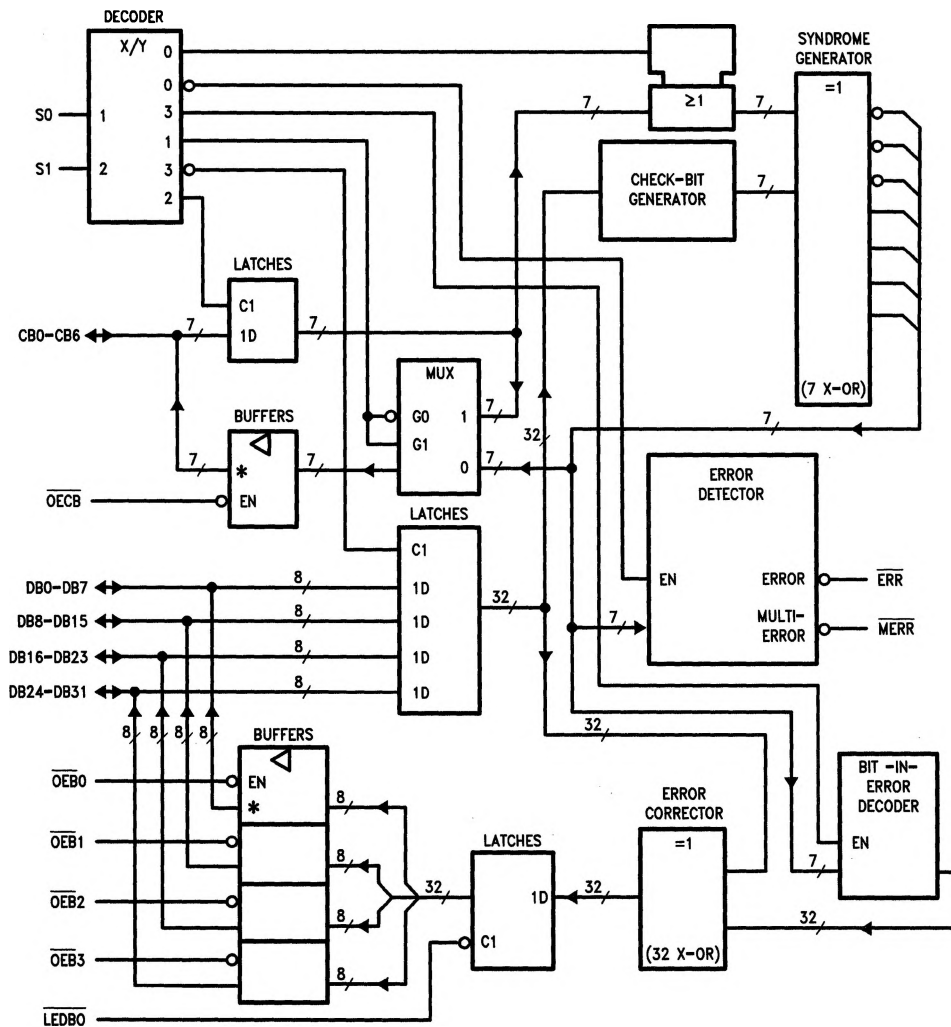 DECODER
X/Y
0
0
3
1
3
2
S0
1
S1
2
≥1
7
7
SYNDROME
GENERATOR
=1
(7 X-OR)
CHECK-BIT
GENERATOR
7
LATCHES
C1
1D
CB0-CB6
7
7
MUX
G0
G1
1
0
7
7
32
7
BUFFERS
*
EN
7
7
OECB
ERROR
DETECTOR
EN
ERROR
MULTI-
ERROR
ERR
MERR
7
LATCHES
C1
1D
1D
1D
1D
DB0-DB7
8
DB8-DB15
8
DB16-DB23
8
DB24-DB31
8
32
8
8
8
8
BUFFERS
EN
*
OEB0
OEB1
OEB2
OEB3
8
8
8
8
32
32
LATCHES
1D
C1
LEDBO
32
ERROR
CORRECTOR
=1
(32 X-OR)
BIT -IN-
ERROR
DECODER
EN
7
32